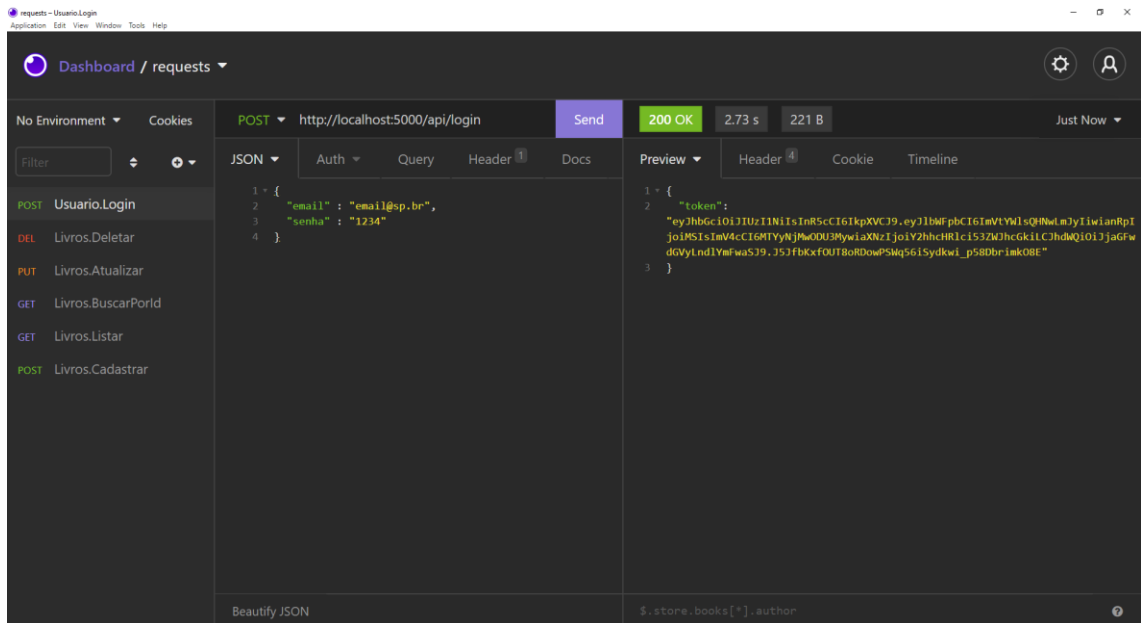 requests – Usuario.Login
Application Edit View Window Tools Help
Dashboard / requests
No Environment Cookies
POST http://localhost:5000/api/login Send
200 OK 2.73 s 221 B Just Now
Filter
JSON Auth Query Header 1 Docs
Preview Header 4 Cookie Timeline
POST Usuario.Login
DEL Livros.Deletar
PUT Livros.Atualizar
GET Livros.BuscarPorId
GET Livros.Listar
POST Livros.Cadastrar
1 {
2 "email" : "email@sp.br",
3 "senha" : "1234"
4 }
1 {
2 "token":
"eyJhbGciOiJIUzI1NiIsInR5cCI6IkpXVCJ9.eyJlbWFpbCI6ImVtYWlsQHNwLmJyIiwianRpI
joiMSIsImV4cCI6MTYyNjMwODU3MywiaXNzIjoiY2hhcHRlci53ZWJhcGkiLCJhdWQiOiJjaGFw
dGVyLndlYmFwaSJ9.J5JfbKxfOUT8oRDowPSWq56iSydkwi_p58DbrimkO8E"
3 }
Beautify JSON
$.store.books[*].author